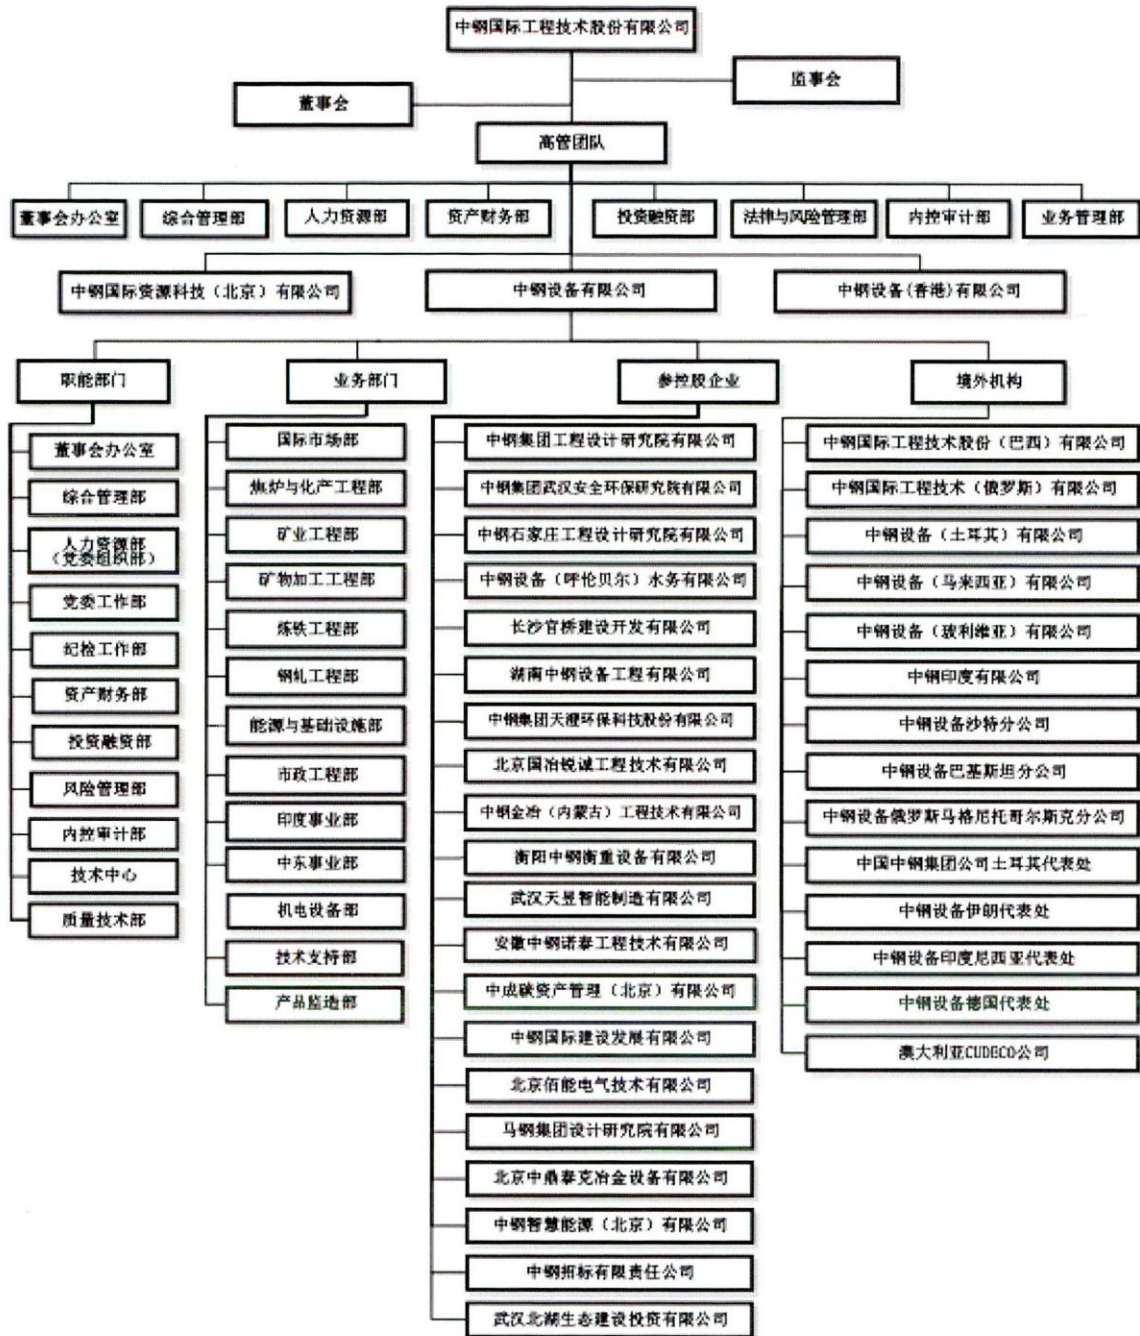 中钢国际工程技术股份有限公司
监事会
董事会
高管团队
董事会办公室
综合管理部
人力资源部
资产财务部
投资融资部
法律与风险管理部
内控审计部
业务管理部
中钢国际资源科技（北京）有限公司
中钢设备有限公司
中钢设备(香港)有限公司
职能部门
业务部门
参控股企业
境外机构
董事会办公室
综合管理部
人力资源部
（党委组织部）
党委工作部
纪检工作部
资产财务部
投资融资部
风险管理部
内控审计部
技术中心
质量技术部
国际市场部
焦炉与化产工程部
矿业工程部
矿物加工工程部
炼铁工程部
钢轧工程部
能源与基础设施部
市政工程部
印度事业部
中东事业部
机电设备部
技术支持部
产品监造部
中钢集团工程设计研究院有限公司
中钢集团武汉安全环保研究院有限公司
中钢石家庄工程设计研究院有限公司
中钢设备（呼伦贝尔）水务有限公司
长沙官桥建设开发有限公司
湖南中钢设备工程有限公司
中钢集团天澄环保科技股份有限公司
北京国冶锐诚工程技术有限公司
中钢金冶（内蒙古）工程技术有限公司
衡阳中钢衡重设备有限公司
武汉天昱智能制造有限公司
安徽中钢诺泰工程技术有限公司
中成碳资产管理（北京）有限公司
中钢国际建设发展有限公司
北京佰能电气技术有限公司
马钢集团设计研究院有限公司
北京中鼎泰克冶金设备有限公司
中钢智慧能源（北京）有限公司
中钢招标有限责任公司
武汉北湖生态建设投资有限公司
中钢国际工程技术股份（巴西）有限公司
中钢国际工程技术（俄罗斯）有限公司
中钢设备（土耳其）有限公司
中钢设备（马来西亚）有限公司
中钢设备（玻利维亚）有限公司
中钢印度有限公司
中钢设备沙特分公司
中钢设备巴基斯坦分公司
中钢设备俄罗斯马格尼托哥尔斯克分公司
中国中钢集团公司土耳其代表处
中钢设备伊朗代表处
中钢设备印度尼西亚代表处
中钢设备德国代表处
澳大利亚CUDECO公司